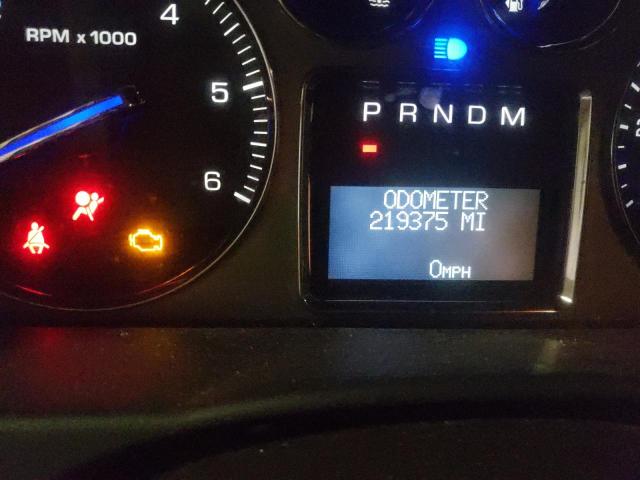 4
RPM x 1000
5
6
P R N D M
ODOMETER
219375 MI
0MPH